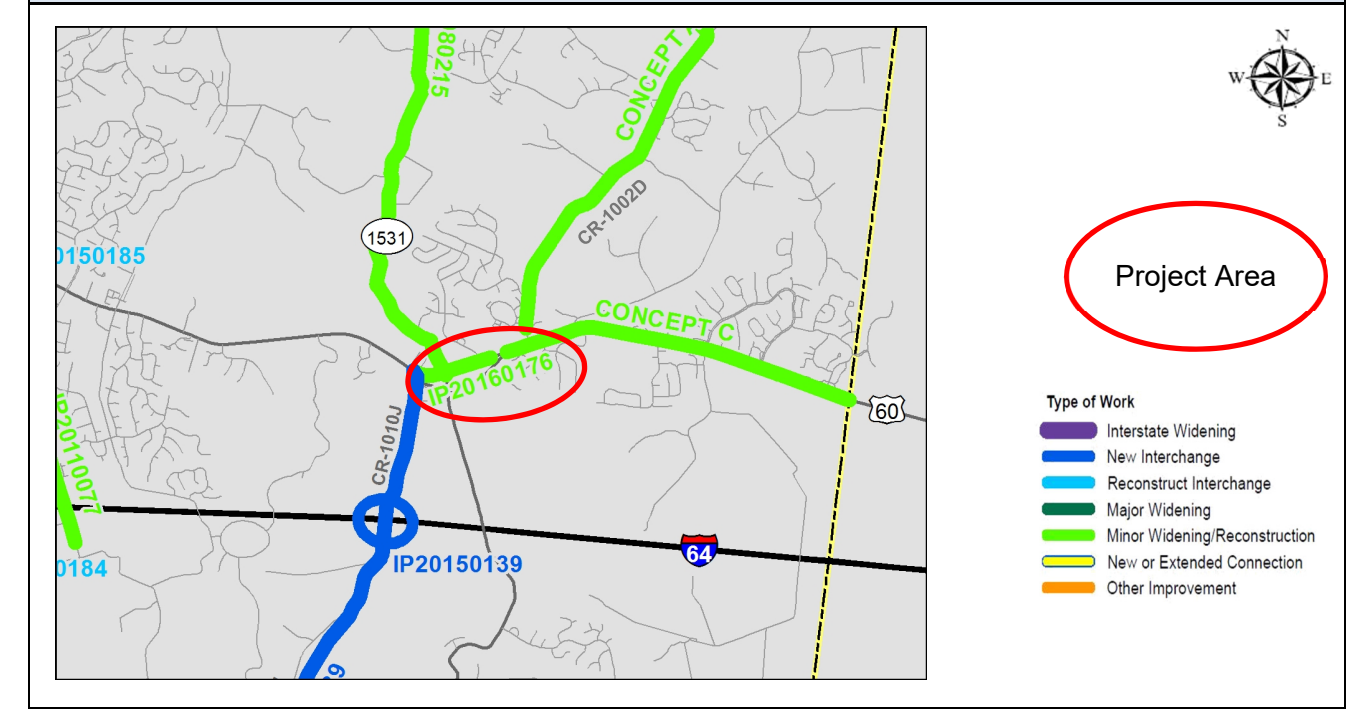 N
W E
S
80215
CONCEPT
CR-1002D
1531
0150185
CONCEPT C
IP20160176
60
CR-1010J
IP20110077
64
IP20150139
0184
39
Project Area
Type of Work
Interstate Widening
New Interchange
Reconstruct Interchange
Major Widening
Minor Widening/Reconstruction
New or Extended Connection
Other Improvement